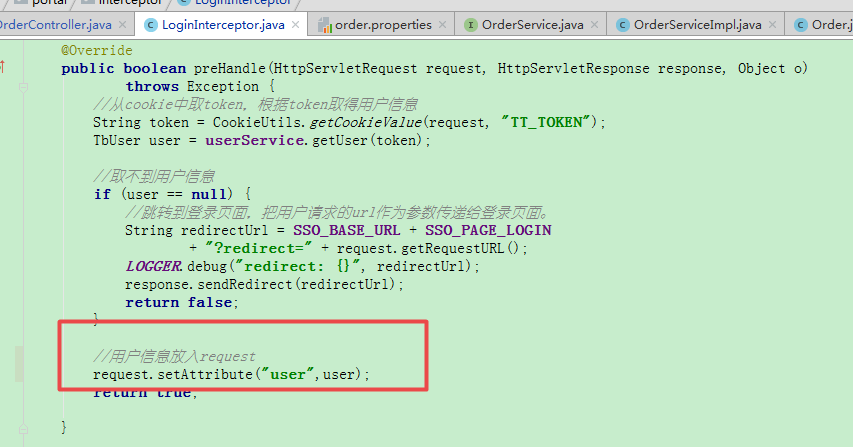 portal interceptor LoginInterceptor
OrderController.java LoginInterceptor.java order.properties OrderService.java OrderServiceImpl.java Order.j
@Override
public boolean preHandle(HttpServletRequest request, HttpServletResponse response, Object o)
throws Exception {
//从cookie中取token，根据token取得用户信息
String token = CookieUtils.getCookieValue(request, "TT_TOKEN");
TbUser user = userService.getUser(token);
//取不到用户信息
if (user == null) {
//跳转到登录页面，把用户请求的url作为参数传递给登录页面。
String redirectUrl = SSO_BASE_URL + SSO_PAGE_LOGIN
+ "?redirect=" + request.getRequestURL();
LOGGER.debug("redirect: {}", redirectUrl);
response.sendRedirect(redirectUrl);
return false;
}
//用户信息放入request
request.setAttribute("user",user);
return true;
}